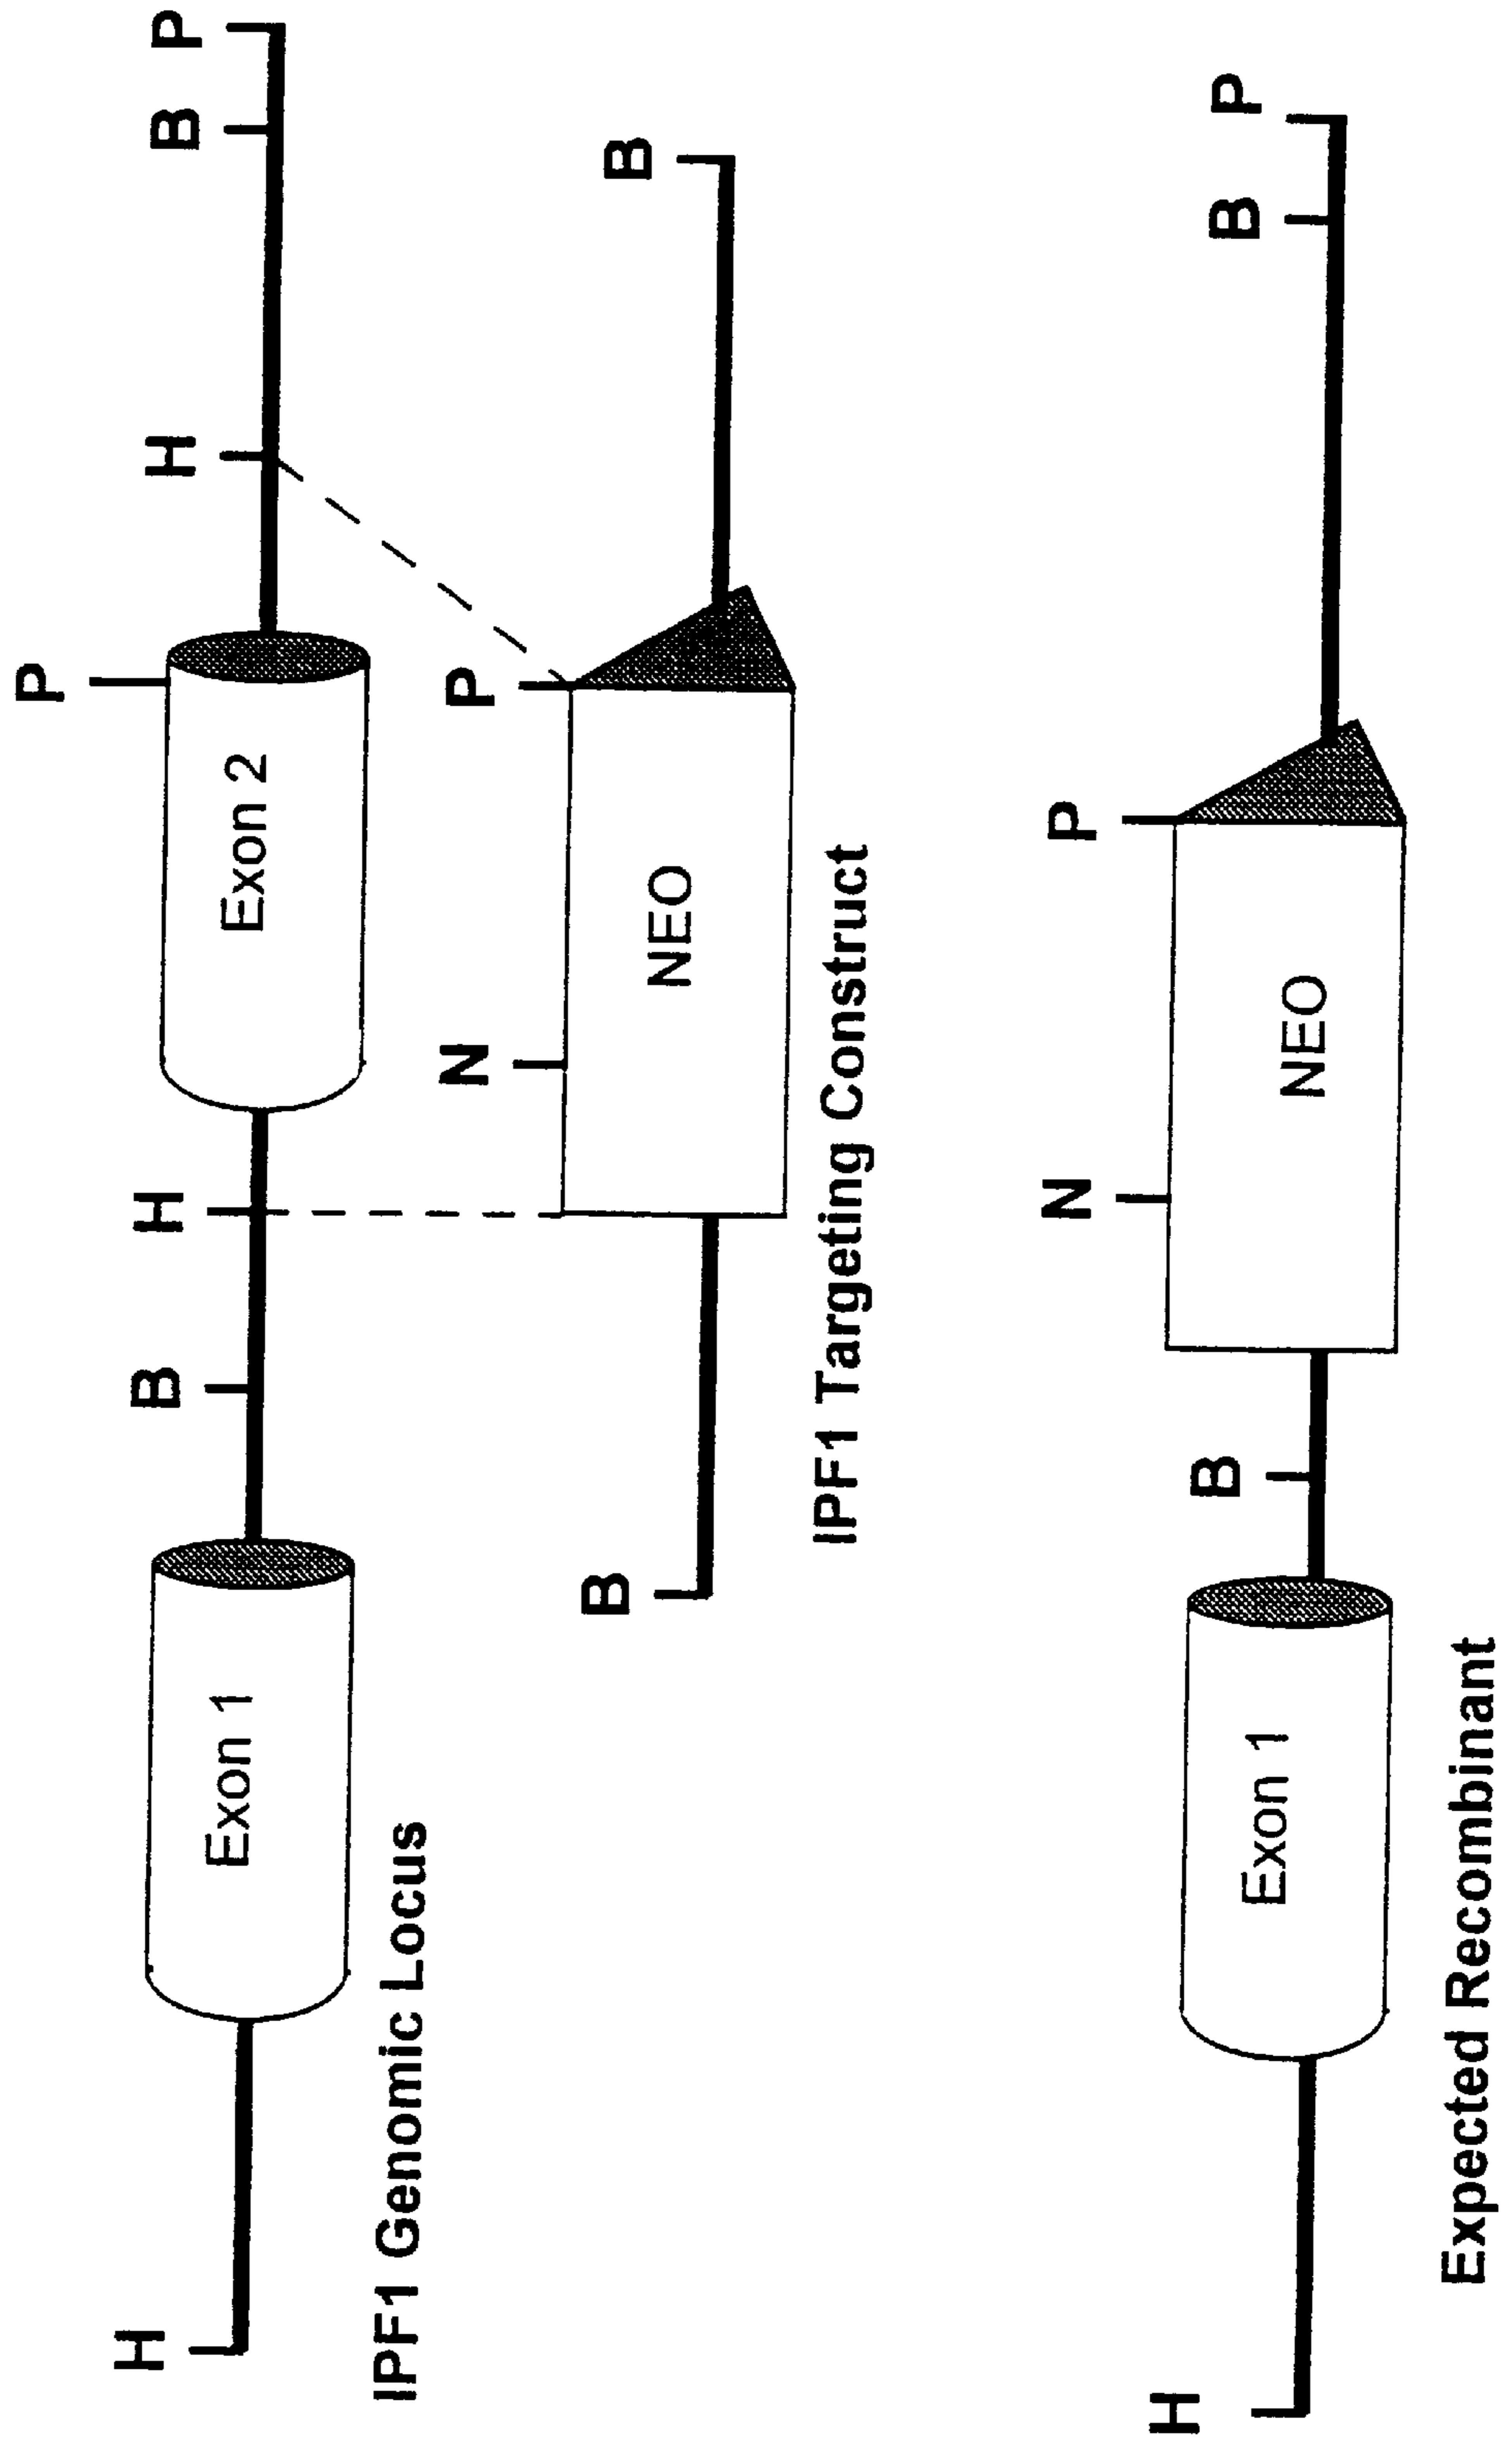 P
H B H B P
Exon 1 Exon 2
IPF1 Genomic Locus
B N P B
NEO
IPF1 Targeting Construct
H B N P B P
Exon 1 NEO
Expected Recombinant